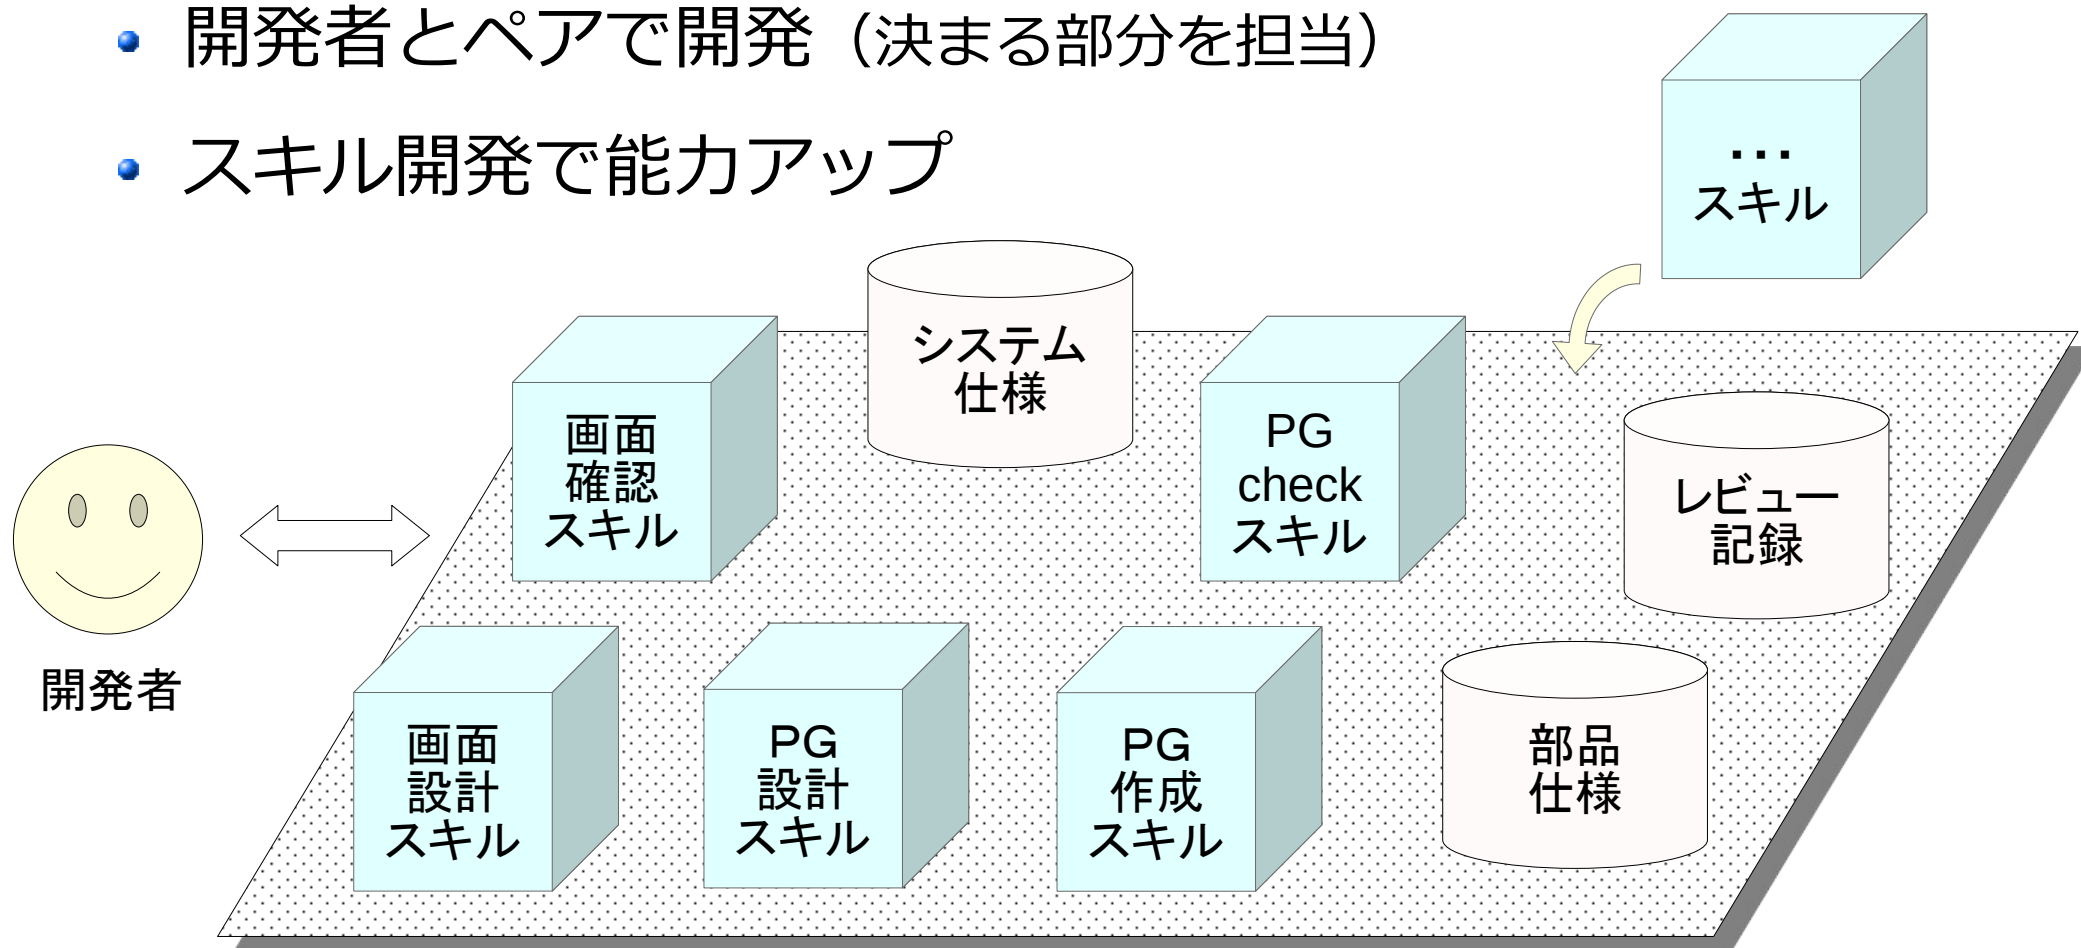 開発者とペアで開発（決まる部分を担当）
スキル開発で能力アップ
...
スキル
システム
仕様
画面
確認
スキル
PG
check
スキル
レビュー
記録
開発者
画面
設計
スキル
PG
設計
スキル
PG
作成
スキル
部品
仕様